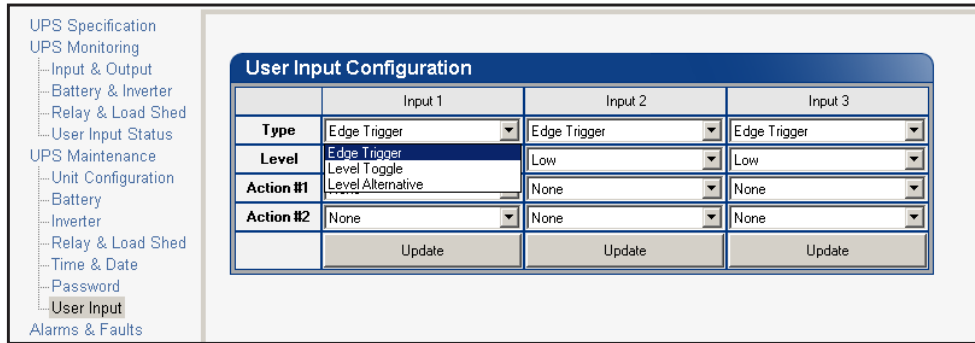 UPS Specification
UPS Monitoring
Input & Output
Battery & Inverter
Relay & Load Shed
User Input Status
UPS Maintenance
Unit Configuration
Battery
Inverter
Relay & Load Shed
Time & Date
Password
User Input
Alarms & Faults
User Input Configuration
Input 1 Input 2 Input 3
Type Edge Trigger Edge Trigger Edge Trigger
Edge Trigger
Level Toggle
Level Alternative
Level Low Low
Action #1 None None
Action #2 None None None
Update Update Update